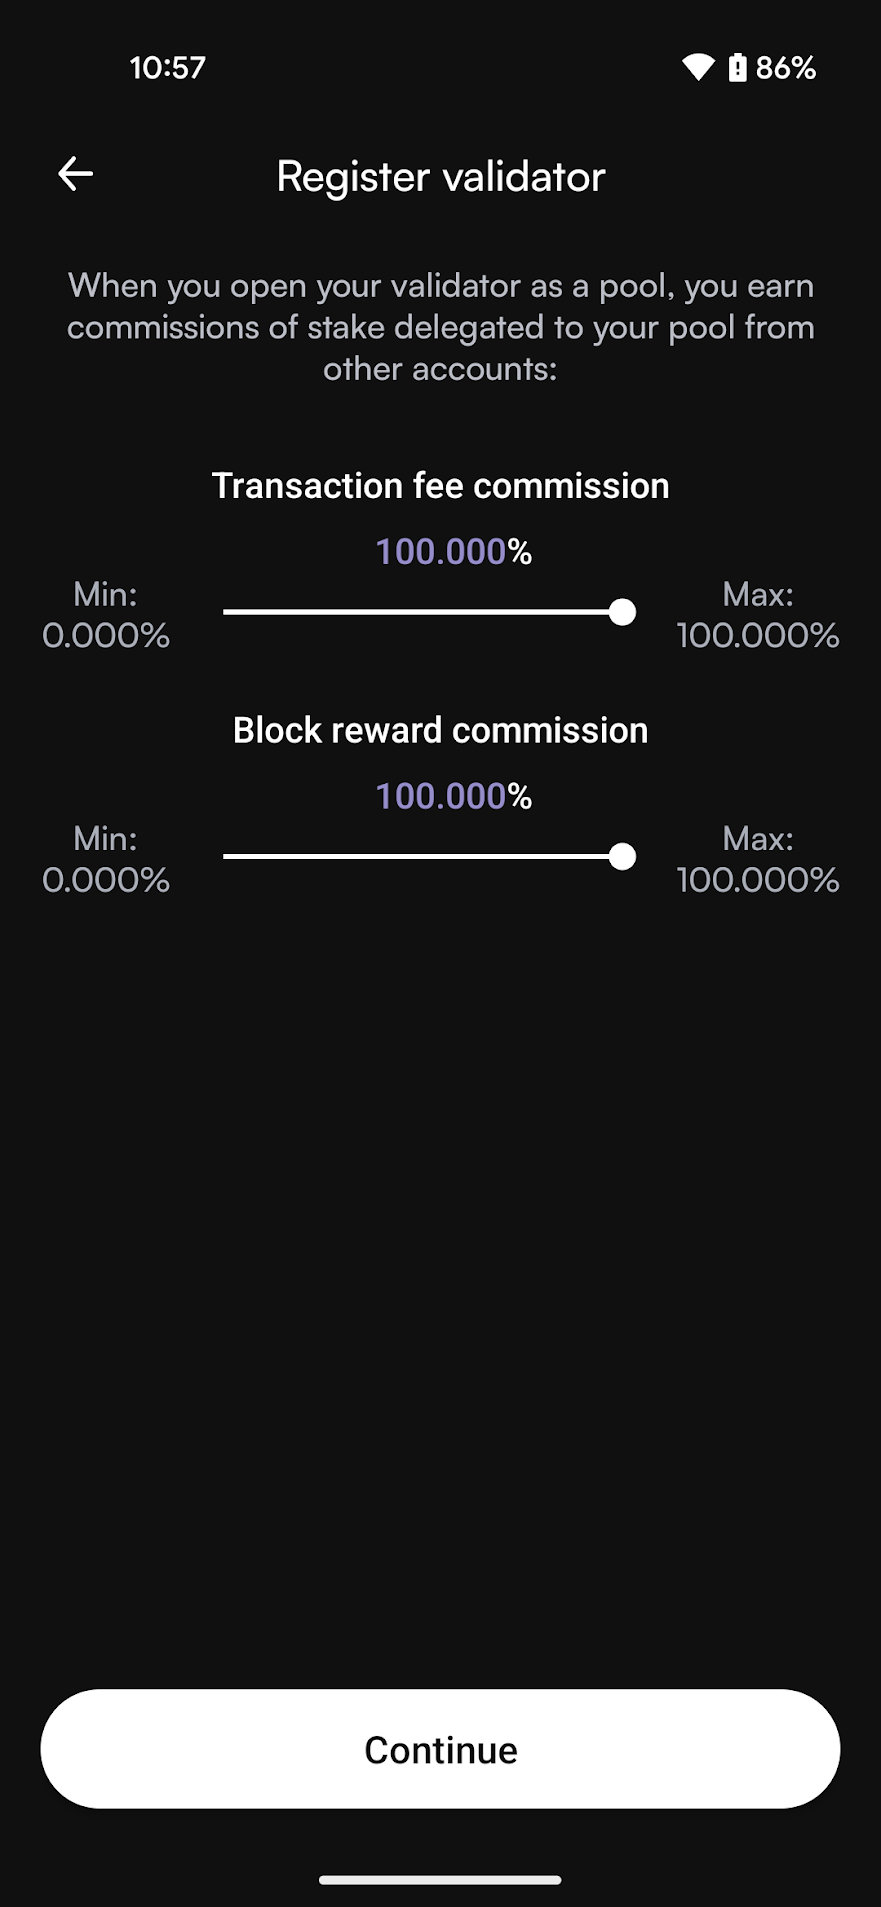 10:57
86%
Register validator
When you open your validator as a pool, you earn
commissions of stake delegated to your pool from
other accounts:
Transaction fee commission
100.000%
Min:
0.000%
Max:
100.000%
Block reward commission
100.000%
Min:
0.000%
Max:
100.000%
Continue